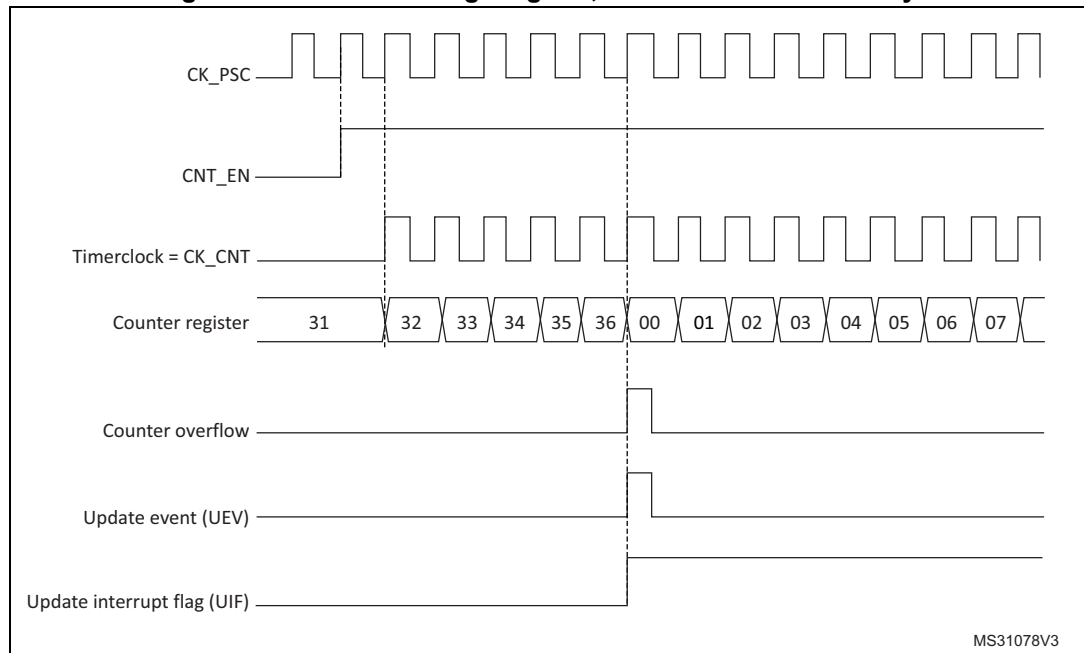 CK_PSC
CNT_EN
Timerclock = CK_CNT
Counter register 31 32 33 34 35 36 00 01 02 03 04 05 06 07
Counter overflow
Update event (UEV)
Update interrupt flag (UIF)
MS31078V3